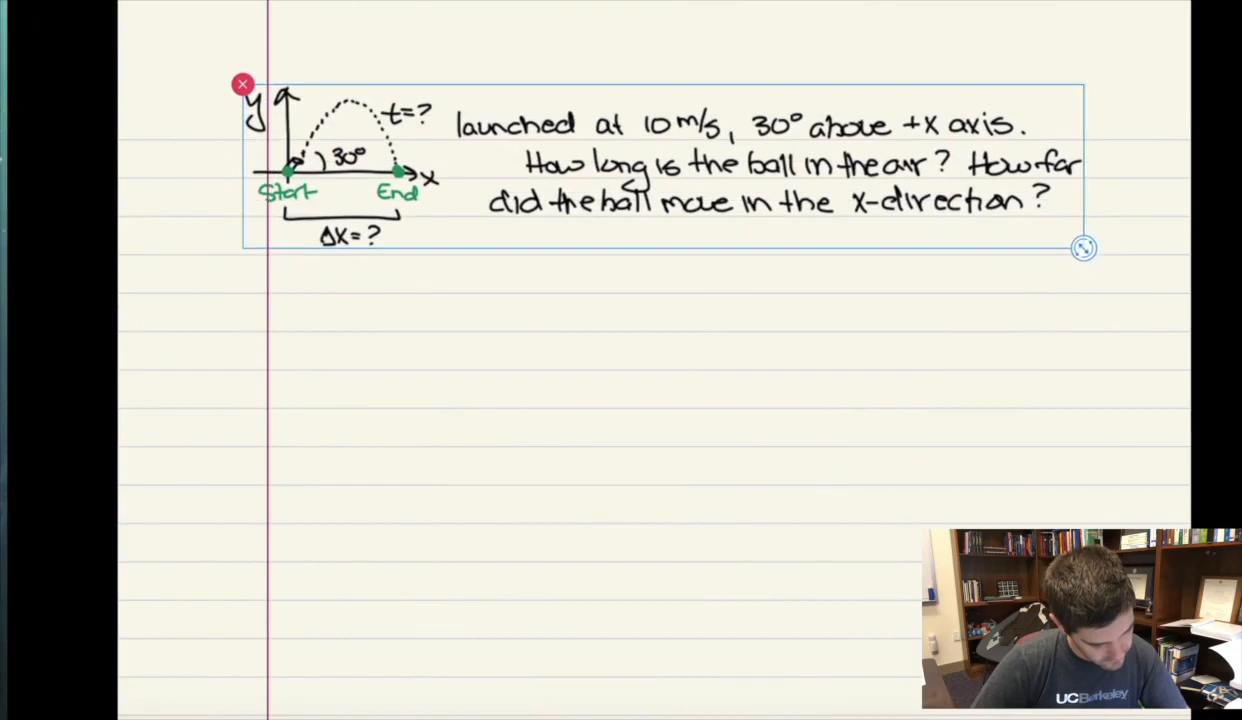 y
t=?
30°
x
Start
End
Δx=?
launched at 10 m/s, 30° above +x axis.
How long is the ball in the air? How far
did the ball move in the x-direction?
UC Berkeley